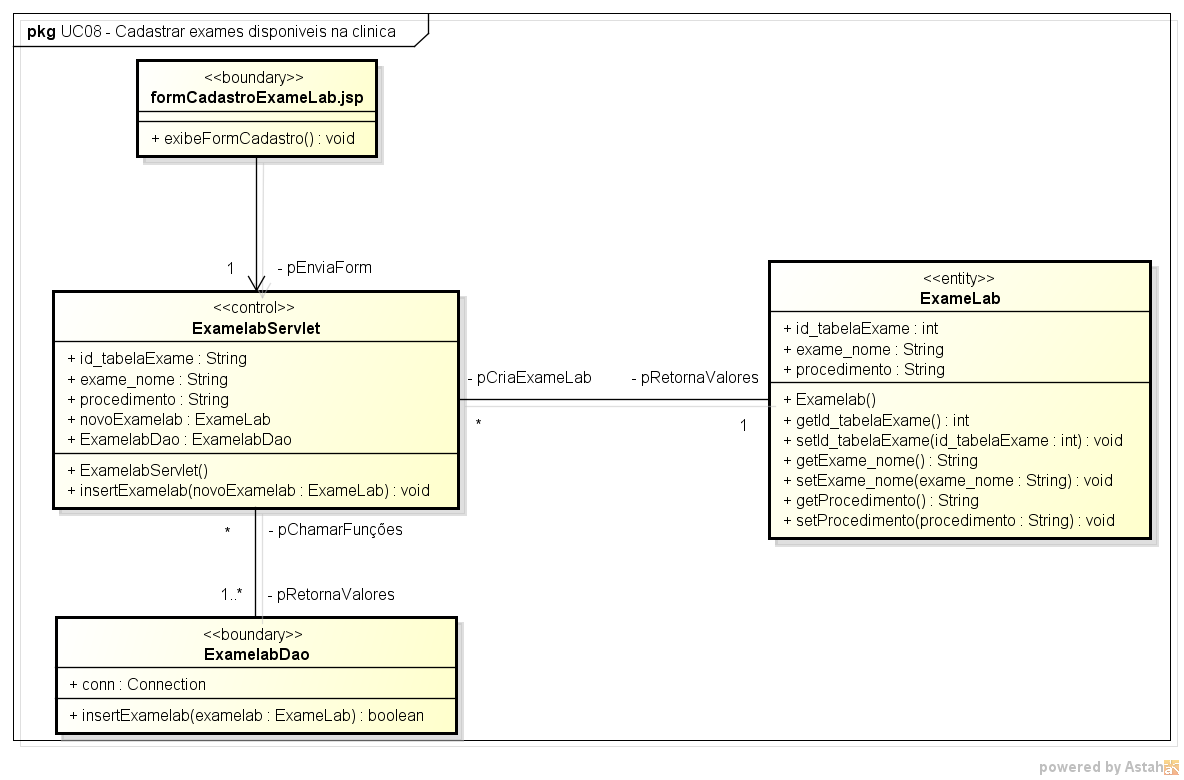 pkg UC08 - Cadastrar exames disponiveis na clinica
<<boundary>>
formCadastroExameLab.jsp
+ exibeFormCadastro() : void
1
- pEnviaForm
<<control>>
ExamelabServlet
+ id_tabelaExame : String
+ exame_nome : String
+ procedimento : String
+ novoExamelab : ExameLab
+ ExamelabDao : ExamelabDao
+ ExamelabServlet()
+ insertExamelab(novoExamelab : ExameLab) : void
- pCriaExameLab
- pRetornaValores
*
1
<<entity>>
ExameLab
+ id_tabelaExame : int
+ exame_nome : String
+ procedimento : String
+ Examelab()
+ getId_tabelaExame() : int
+ setId_tabelaExame(id_tabelaExame : int) : void
+ getExame_nome() : String
+ setExame_nome(exame_nome : String) : void
+ getProcedimento() : String
+ setProcedimento(procedimento : String) : void
*
- pChamarFunções
1..*
- pRetornaValores
<<boundary>>
ExamelabDao
+ conn : Connection
+ insertExamelab(examelab : ExameLab) : boolean
powered by Astah